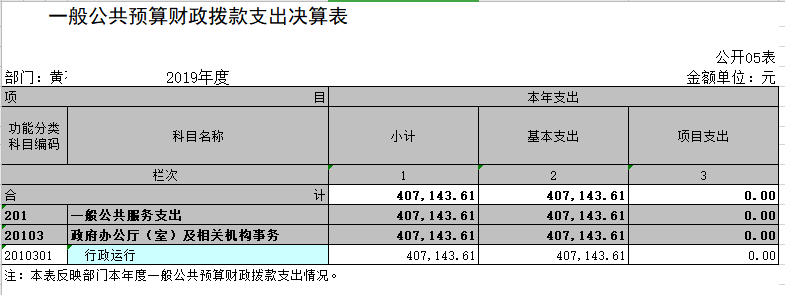 一般公共预算财政拨款支出决算表
公开05表
部门：黄 2019年度 金额单位：元
项 目 本年支出
功能分类科目编码 科目名称 小计 基本支出 项目支出
栏次 1 2 3
合 计 407,143.61 407,143.61 0.00
201 一般公共服务支出 407,143.61 407,143.61 0.00
20103 政府办公厅（室）及相关机构事务 407,143.61 407,143.61 0.00
2010301 行政运行 407,143.61 407,143.61 0.00
注：本表反映部门本年度一般公共预算财政拨款支出情况。